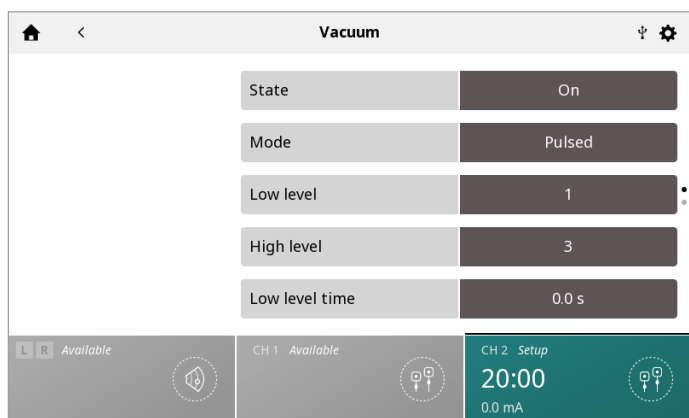 Vacuum
State On
Mode Pulsed
Low level 1
High level 3
Low level time 0.0 s
L R Available
CH 1 Available
CH 2 Setup
20:00
0.0 mA